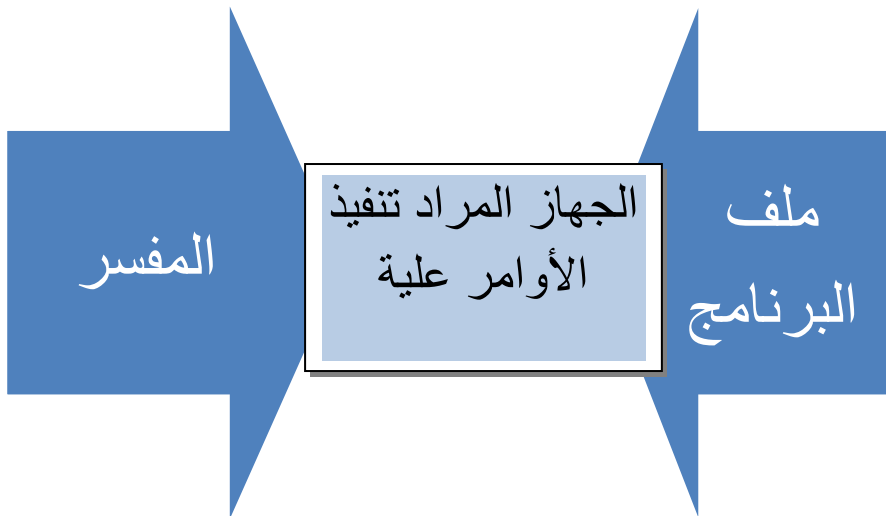 ملف
البرنامج
الجهاز المراد تنفيذ
الأوامر علية
المفسر